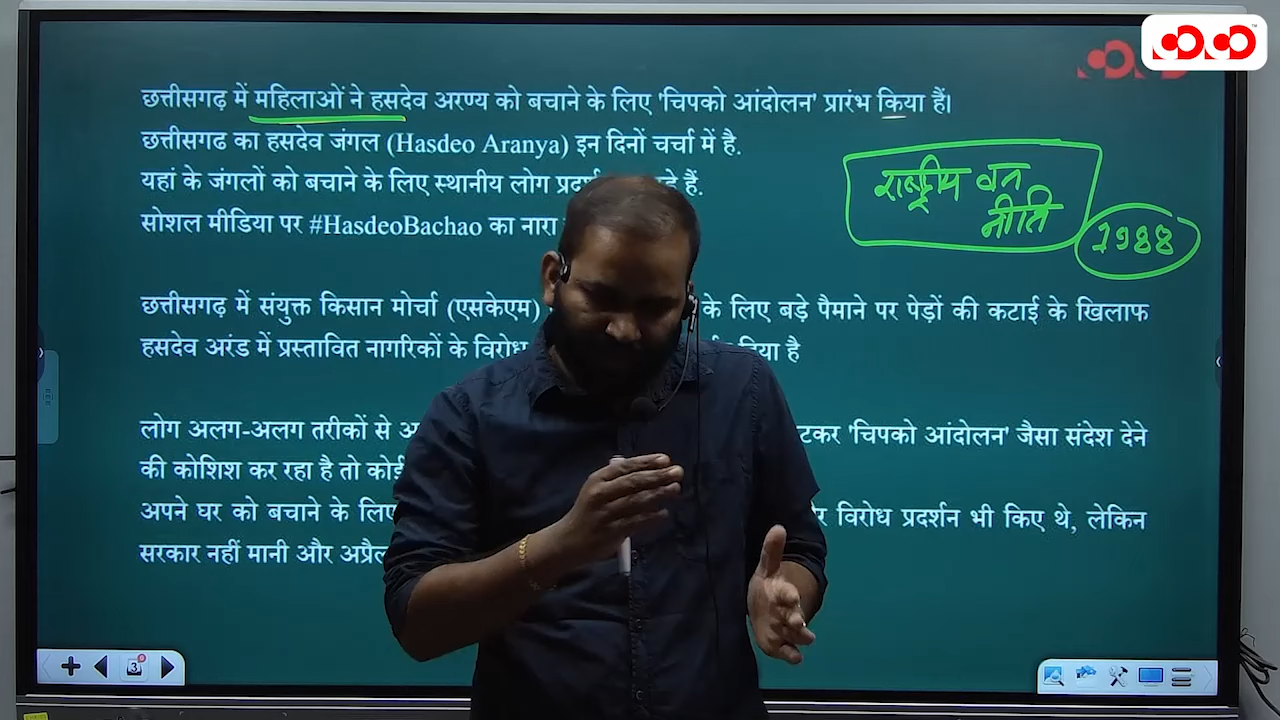 छत्तीसगढ़ में महिलाओं ने हसदेव अरण्य को बचाने के लिए 'चिपको आंदोलन' प्रारंभ किया हैं।
छत्तीसगढ का हसदेव जंगल (Hasdeo Aranya) इन दिनों चर्चा में है.
यहां के जंगलों को बचाने के लिए स्थानीय लोग हैं.
सोशल मीडिया पर #HasdeoBachao का नारा
राष्ट्रीय वन
नीति
1988
छत्तीसगढ़ में संयुक्त किसान मोर्चा (एसकेएम) के लिए बड़े पैमाने पर पेड़ों की कटाई के खिलाफ
हसदेव अरंड में प्रस्तावित नागरिकों के विरोध दिया है
लोग अलग-अलग तरीकों से 'चिपको आंदोलन' जैसा संदेश देने
की कोशिश कर रहा है तो कोई
अपने घर को बचाने के लिए विरोध प्रदर्शन भी किए थे, लेकिन
सरकार नहीं मानी और
3